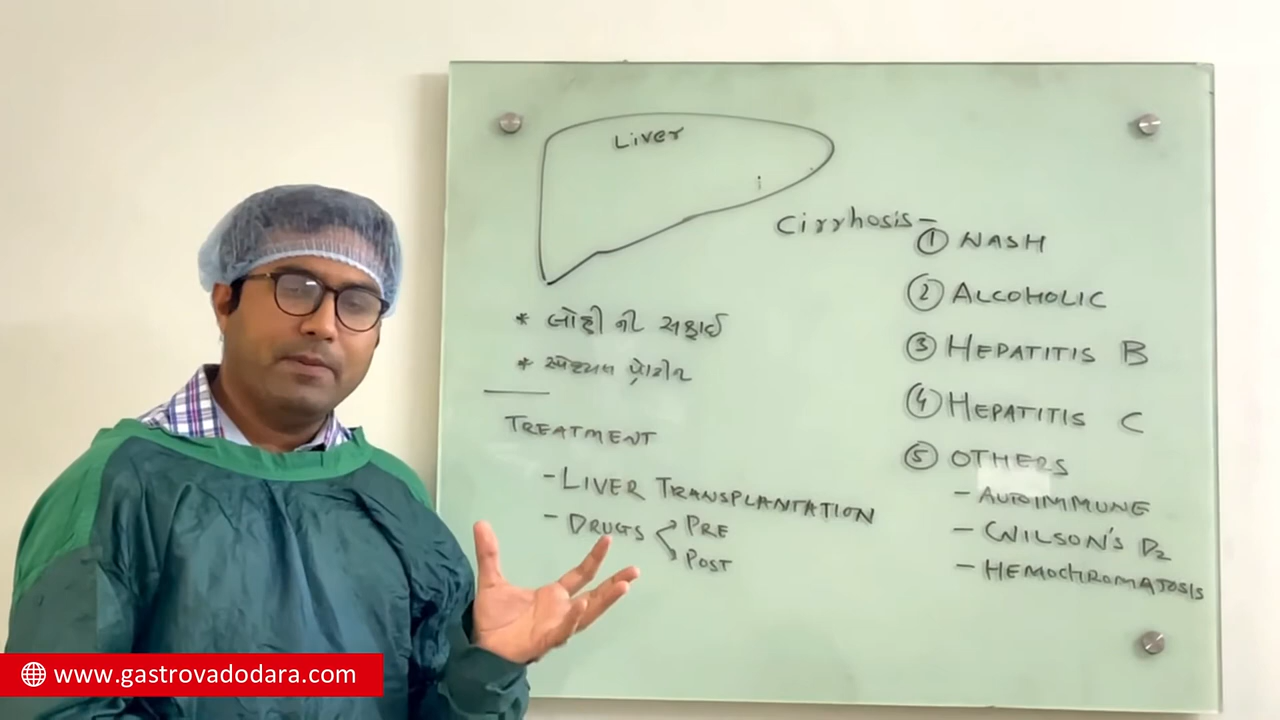 Liver
Cirrhosis –
① NASH
② ALCOHOLIC
③ HEPATITIS B
④ HEPATITIS C
⑤ OTHERS
– AUTOIMMUNE
– WILSON'S Dz
– HEMOCHROMATOSIS
* લોહી ની સફાઈ
* પ્રોટીન
TREATMENT
– LIVER TRANSPLANTATION
– DRUGS PRE
POST
www.gastrovadodara.com